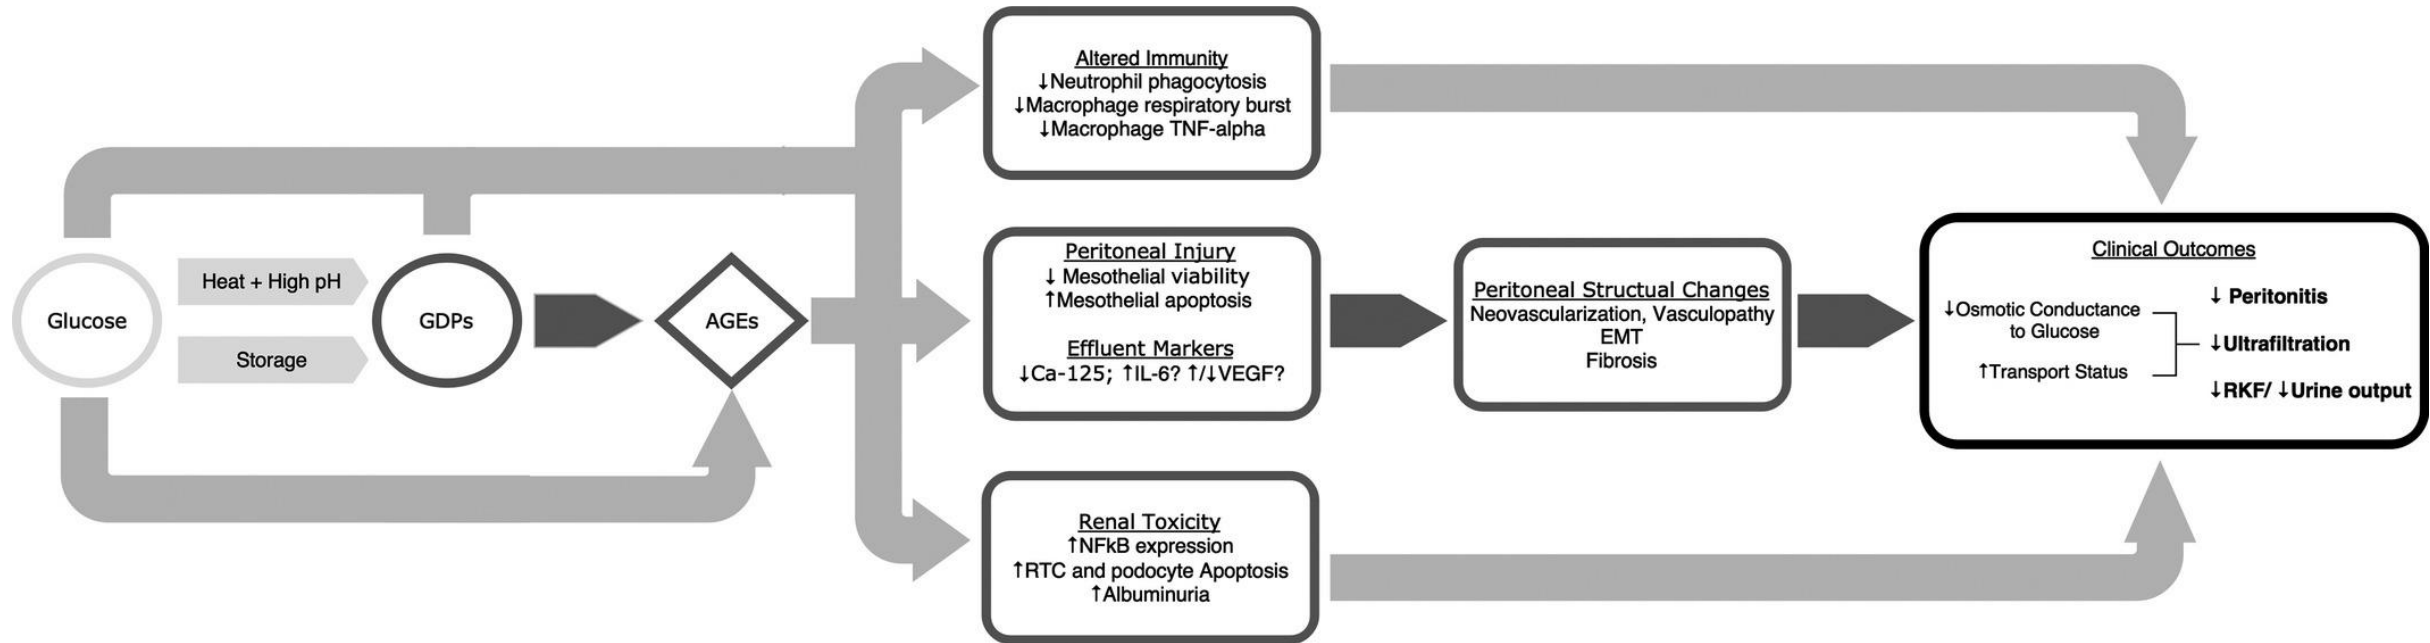 Glucose
Heat + High pH
Storage
GDPs
AGEs
Altered Immunity
↓Neutrophil phagocytosis
↓Macrophage respiratory burst
↓Macrophage TNF-alpha
Peritoneal Injury
↓ Mesothelial viability
↑Mesothelial apoptosis
Effluent Markers
↓Ca-125; ↑IL-6? ↑/↓VEGF?
Renal Toxicity
↑NFkB expression
↑RTC and podocyte Apoptosis
↑Albuminuria
Peritoneal Structual Changes
Neovascularization, Vasculopathy
EMT
Fibrosis
Clinical Outcomes
↓Osmotic Conductance
to Glucose
↑Transport Status
↓ Peritonitis
↓Ultrafiltration
↓RKF/ ↓Urine output